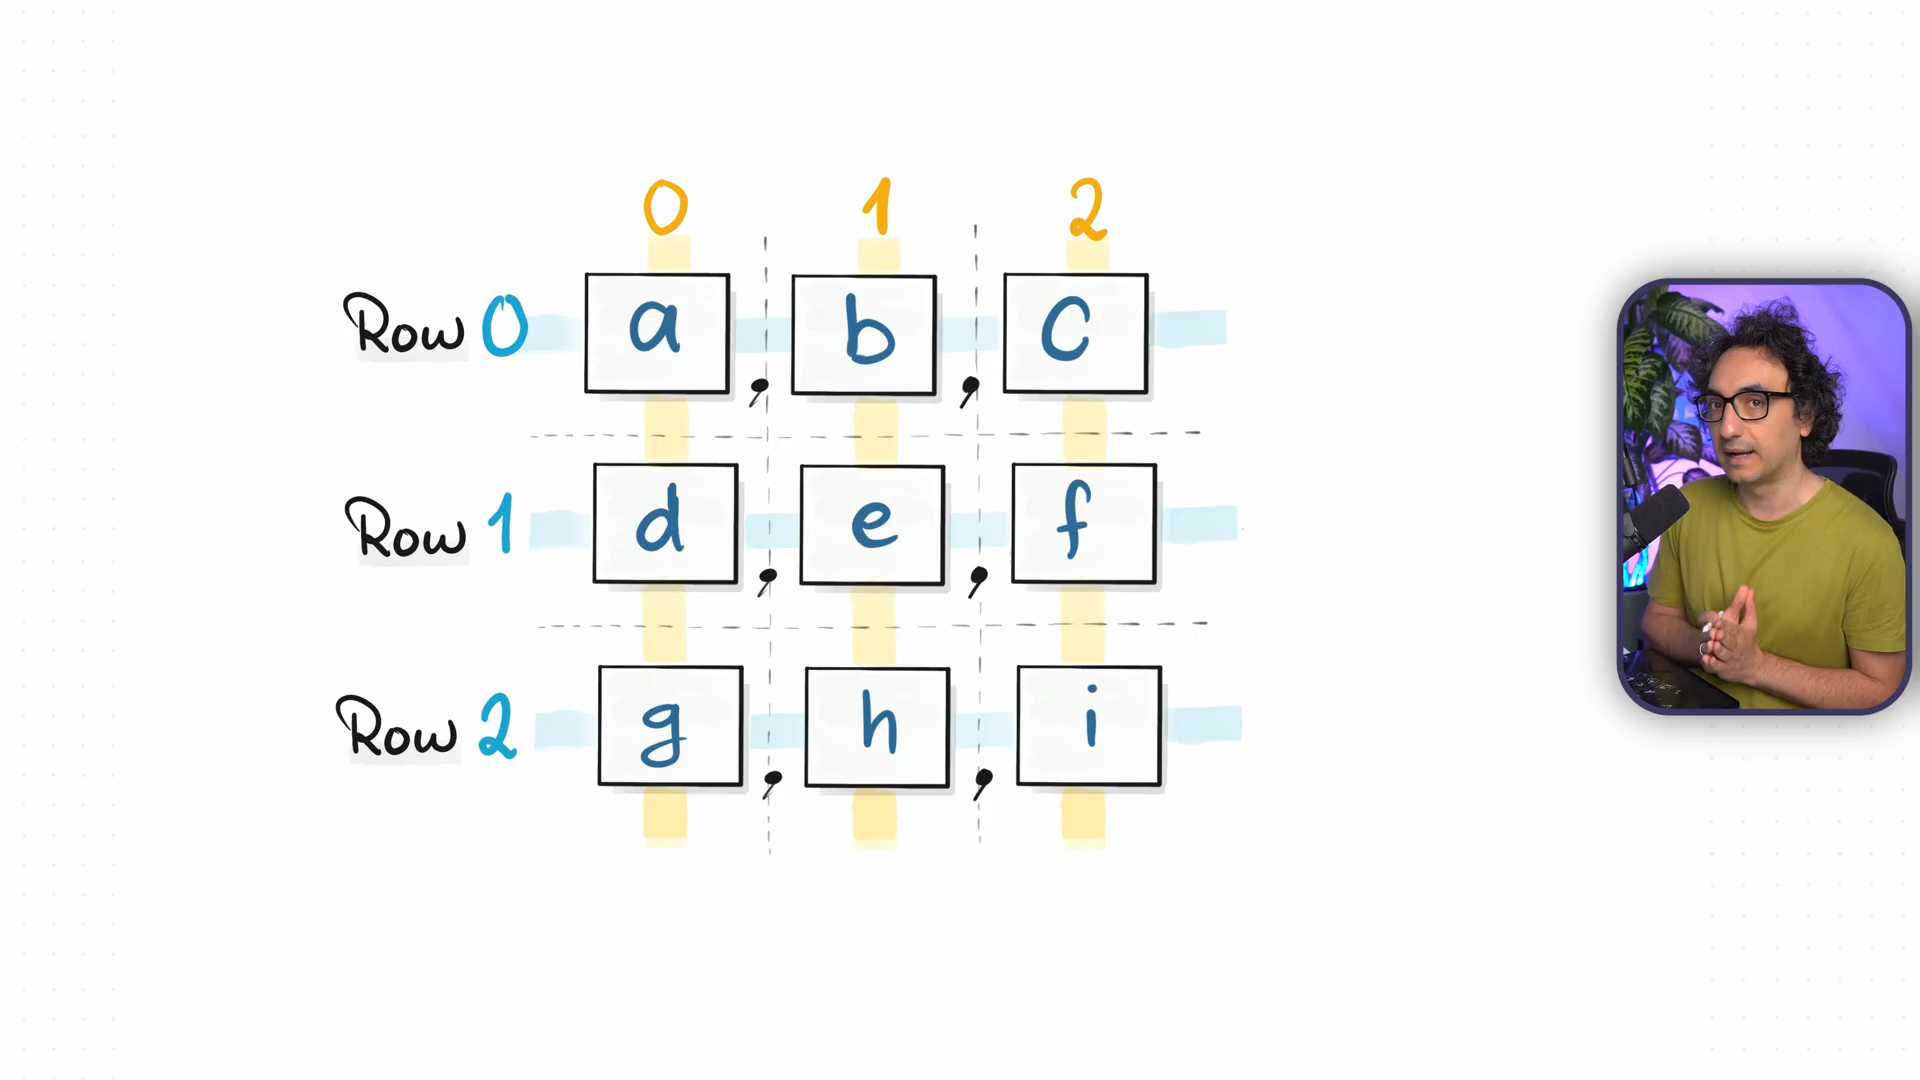 0 1 2
Row 0 a, b, c
Row 1 d, e, f
Row 2 g, h, i